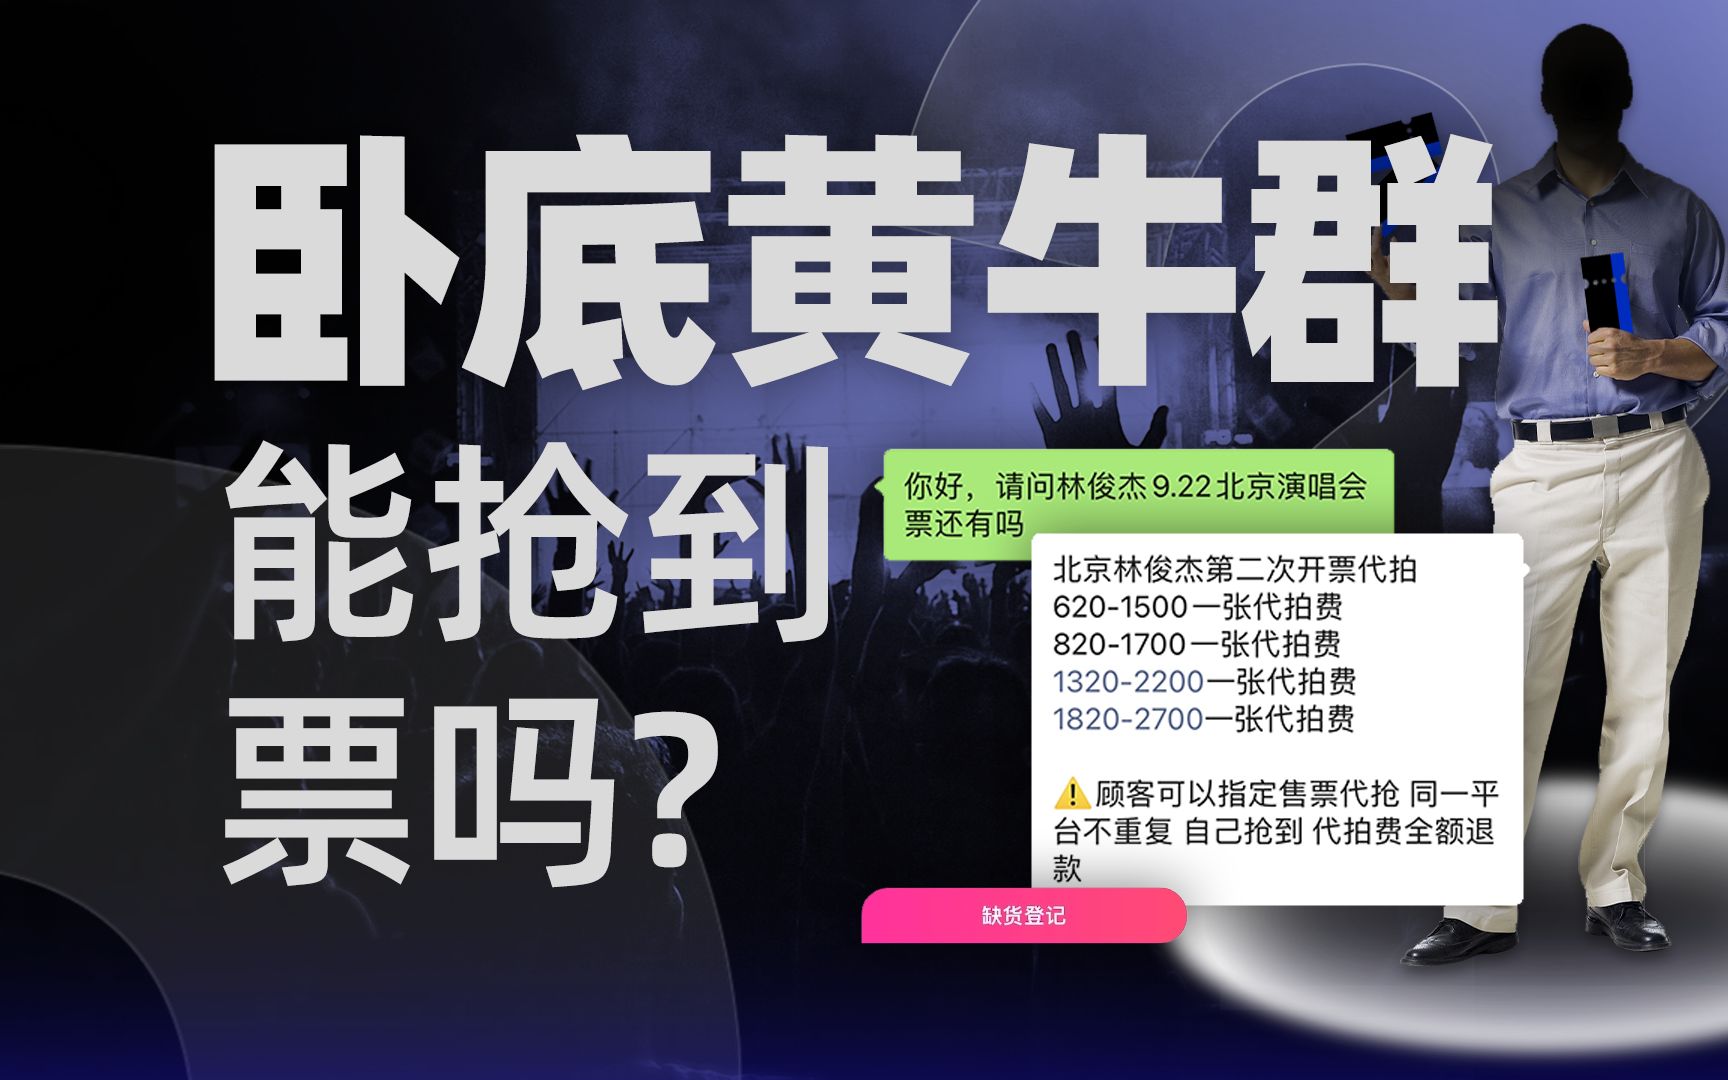 卧底黄牛群
能抢到
票吗?
你好，请问林俊杰9.22北京演唱会
票还有吗
北京林俊杰第二次开票代拍
620-1500一张代拍费
820-1700一张代拍费
1320-2200一张代拍费
1820-2700一张代拍费
⚠️顾客可以指定售票代抢 同一平
台不重复 自己抢到 代拍费全额退
款
缺货登记